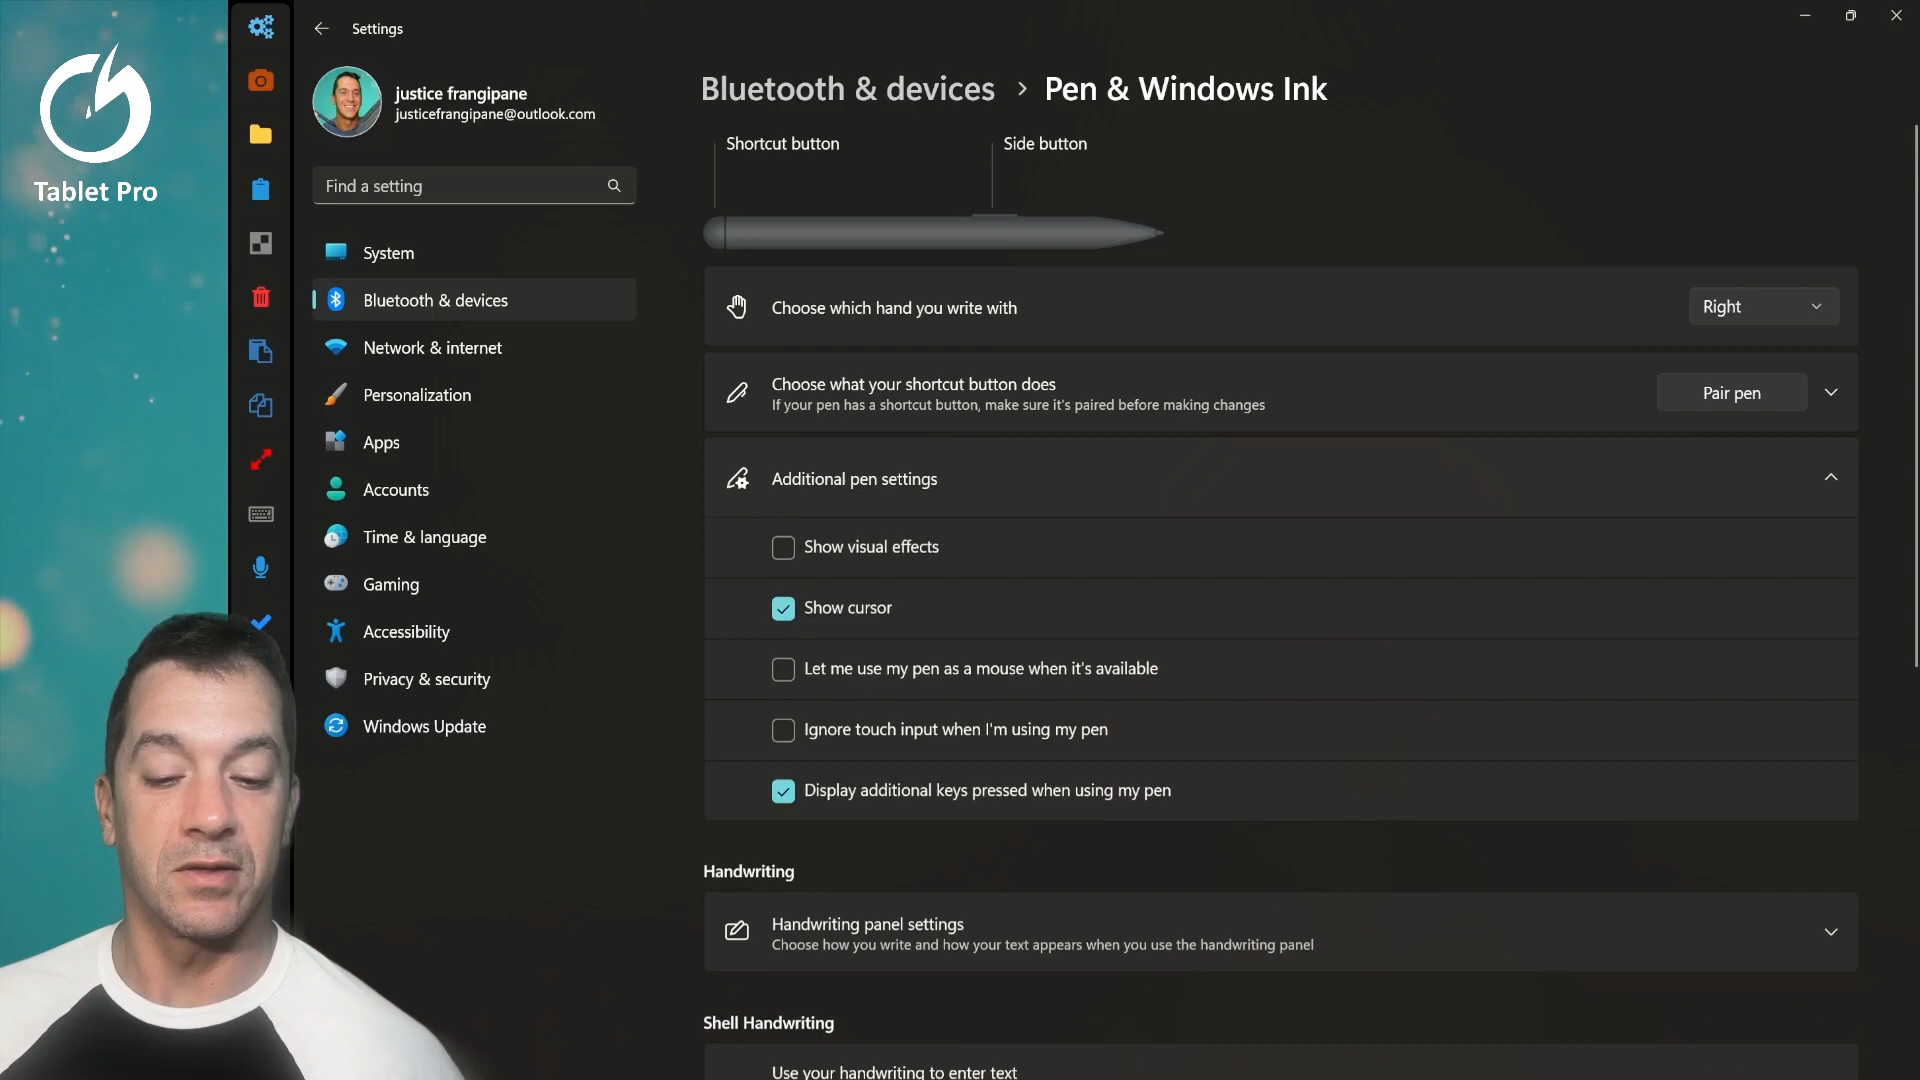 Tablet Pro
Settings
justice frangipane
justicefrangipane@outlook.com
Find a setting
System
Bluetooth & devices
Network & internet
Personalization
Apps
Accounts
Time & language
Gaming
Accessibility
Privacy & security
Windows Update
Bluetooth & devices > Pen & Windows Ink
Shortcut button
Side button
Choose which hand you write with
Right
Choose what your shortcut button does
If your pen has a shortcut button, make sure it's paired before making changes
Pair pen
Additional pen settings
Show visual effects
Show cursor
Let me use my pen as a mouse when it's available
Ignore touch input when I'm using my pen
Display additional keys pressed when using my pen
Handwriting
Handwriting panel settings
Choose how you write and how your text appears when you use the handwriting panel
Shell Handwriting
Use your handwriting to enter text